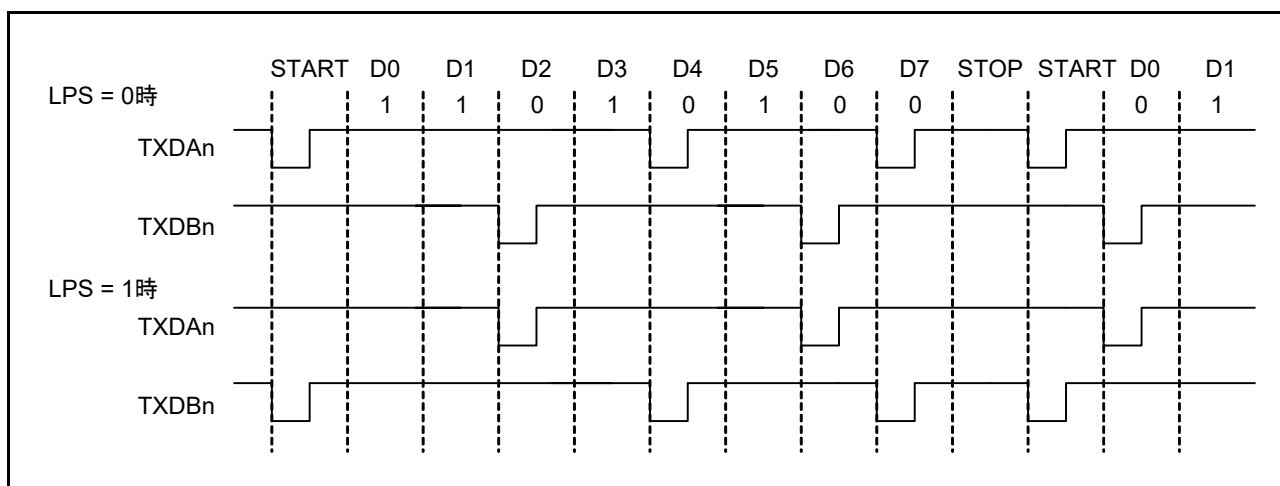 START D0 D1 D2 D3 D4 D5 D6 D7 STOP START D0 D1
LPS = 0時
1 1 0 1 0 1 0 0 0 1
TXDAn
TXDBn
LPS = 1時
TXDAn
TXDBn